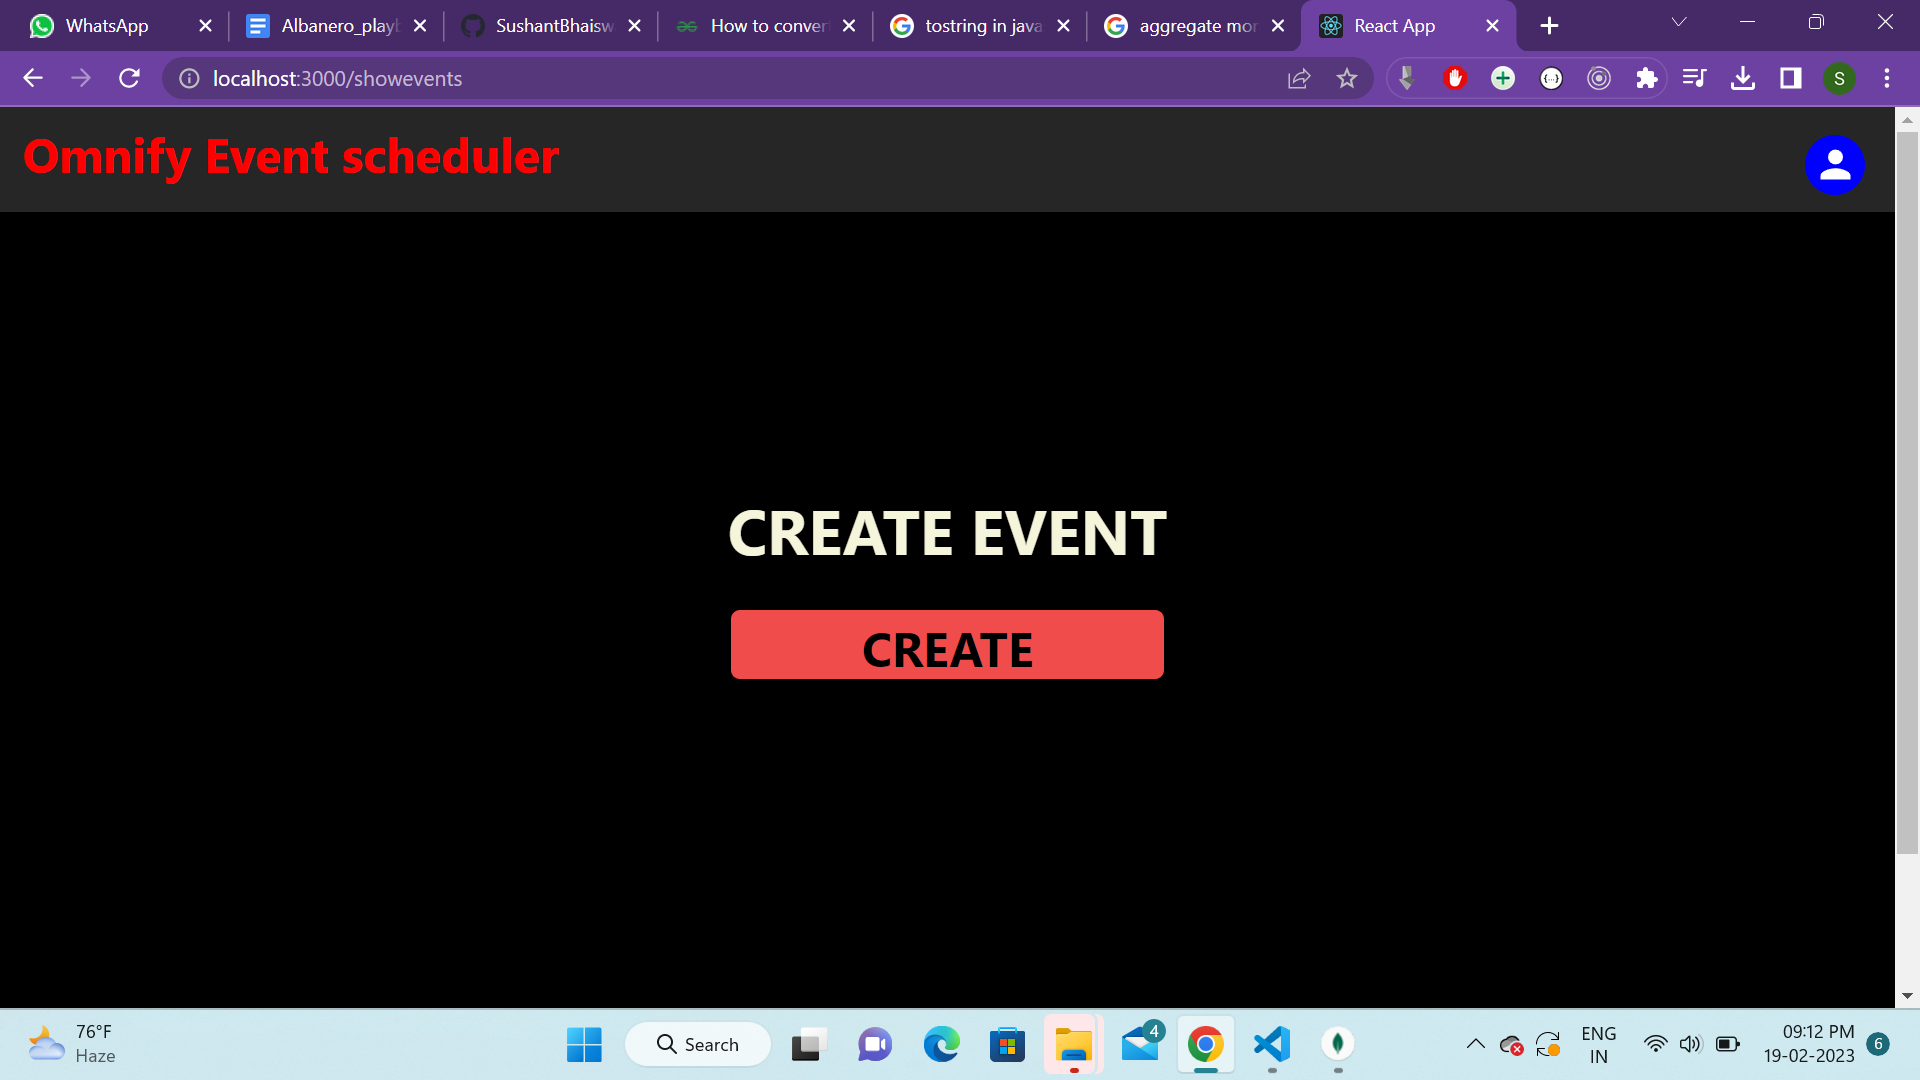 WhatsApp
Albanero_playb
SushantBhaisw
How to conver
tostring in java
aggregate mor
React App
localhost:3000/showevents
S
Omnify Event scheduler
CREATE EVENT
CREATE
76°F
Haze
Search
4
ENG
IN
09:12 PM
19-02-2023
6